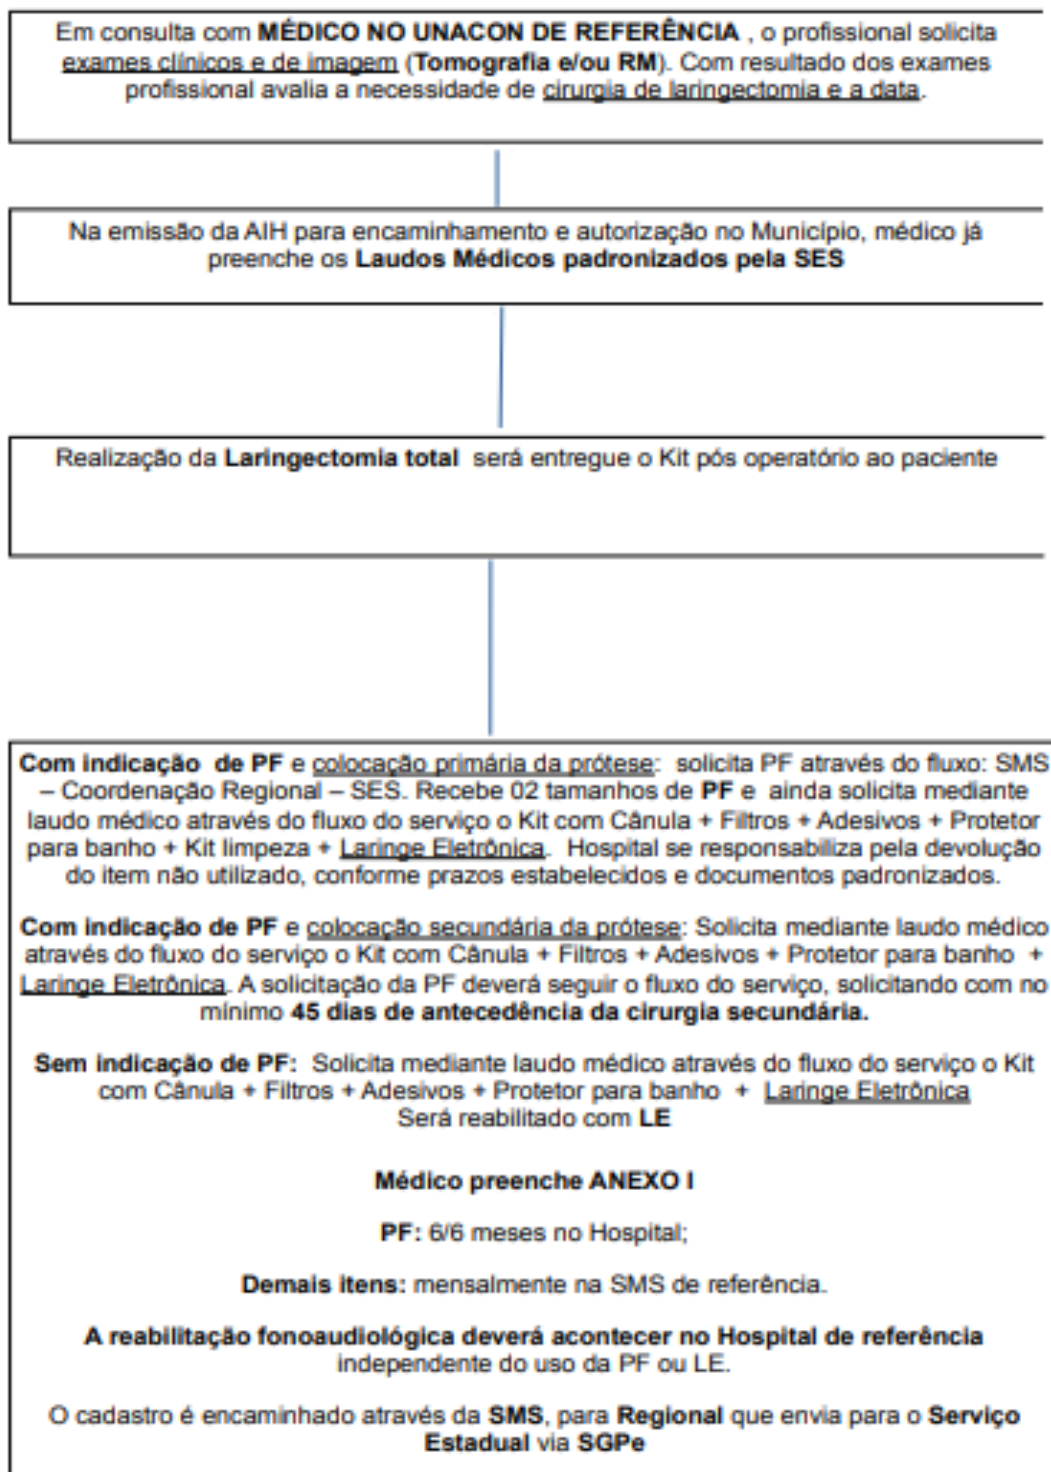 Em consulta com MÉDICO NO UNACON DE REFERÊNCIA , o profissional solicita
exames clínicos e de imagem (Tomografia e/ou RM). Com resultado dos exames
profissional avalia a necessidade de cirurgia de laringectomia e a data.
Na emissão da AIH para encaminhamento e autorização no Município, médico já
preenche os Laudos Médicos padronizados pela SES
Realização da Laringectomia total será entregue o Kit pós operatório ao paciente
Com indicação de PF e colocação primária da prótese: solicita PF através do fluxo: SMS
– Coordenação Regional – SES. Recebe 02 tamanhos de PF e ainda solicita mediante
laudo médico através do fluxo do serviço o Kit com Cânula + Filtros + Adesivos + Protetor
para banho + Kit limpeza + Laringe Eletrônica. Hospital se responsabiliza pela devolução
do item não utilizado, conforme prazos estabelecidos e documentos padronizados.
Com indicação de PF e colocação secundária da prótese: Solicita mediante laudo médico
através do fluxo do serviço o Kit com Cânula + Filtros + Adesivos + Protetor para banho +
Laringe Eletrônica. A solicitação da PF deverá seguir o fluxo do serviço, solicitando com no
mínimo 45 dias de antecedência da cirurgia secundária.
Sem indicação de PF: Solicita mediante laudo médico através do fluxo do serviço o Kit
com Cânula + Filtros + Adesivos + Protetor para banho + Laringe Eletrônica
Será reabilitado com LE
Médico preenche ANEXO I
PF: 6/6 meses no Hospital;
Demais itens: mensalmente na SMS de referência.
A reabilitação fonoaudiológica deverá acontecer no Hospital de referência
independente do uso da PF ou LE.
O cadastro é encaminhado através da SMS, para Regional que envia para o Serviço
Estadual via SGPe